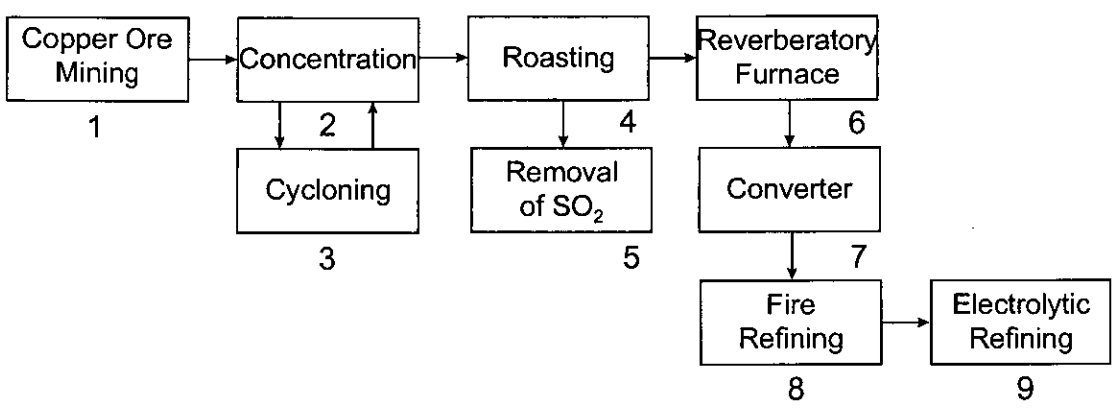 Copper Ore
Mining
1
Concentration
2
Cycloning
3
Roasting
4
Removal
of SO₂
5
Reverberatory
Furnace
6
Converter
7
Fire
Refining
8
Electrolytic
Refining
9